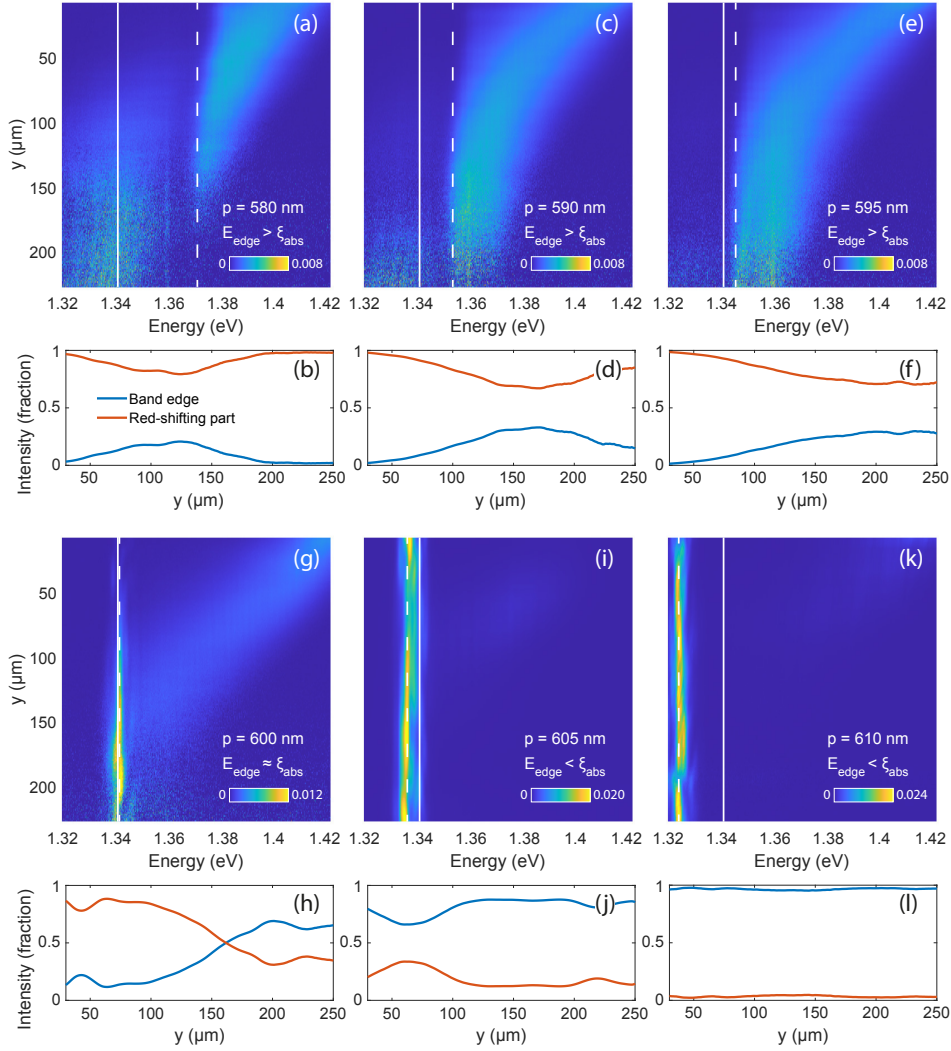 (a) (c) (e)
y (µm)
50
100
150
200
p = 580 nm
E_edge > ξ_abs
0 0.008
p = 590 nm
E_edge > ξ_abs
0 0.008
p = 595 nm
E_edge > ξ_abs
0 0.008
1.32 1.34 1.36 1.38 1.4 1.42
1.32 1.34 1.36 1.38 1.4 1.42
1.32 1.34 1.36 1.38 1.4 1.42
Energy (eV) Energy (eV) Energy (eV)
(b) (d) (f)
Intensity (fraction)
1
0.5
0
Band edge
Red-shifting part
1
0.5
0
1
0.5
0
50 100 150 200 250
50 100 150 200 250
50 100 150 200 250
y (µm) y (µm) y (µm)
(g) (i) (k)
y (µm)
50
100
150
200
p = 600 nm
E_edge ≈ ξ_abs
0 0.012
p = 605 nm
E_edge < ξ_abs
0 0.020
p = 610 nm
E_edge < ξ_abs
0 0.024
1.32 1.34 1.36 1.38 1.4 1.42
1.32 1.34 1.36 1.38 1.4 1.42
1.32 1.34 1.36 1.38 1.4 1.42
Energy (eV) Energy (eV) Energy (eV)
(h) (j) (l)
Intensity (fraction)
1
0.5
0
1
0.5
0
1
0.5
0
50 100 150 200 250
50 100 150 200 250
50 100 150 200 250
y (µm) y (µm) y (µm)